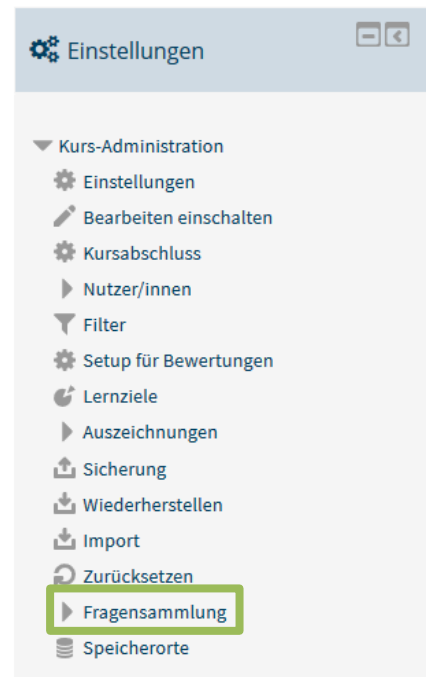 Einstellungen
Kurs-Administration
Einstellungen
Bearbeiten einschalten
Kursabschluss
Nutzer/innen
Filter
Setup für Bewertungen
Lernziele
Auszeichnungen
Sicherung
Wiederherstellen
Import
Zurücksetzen
Fragensammlung
Speicherorte